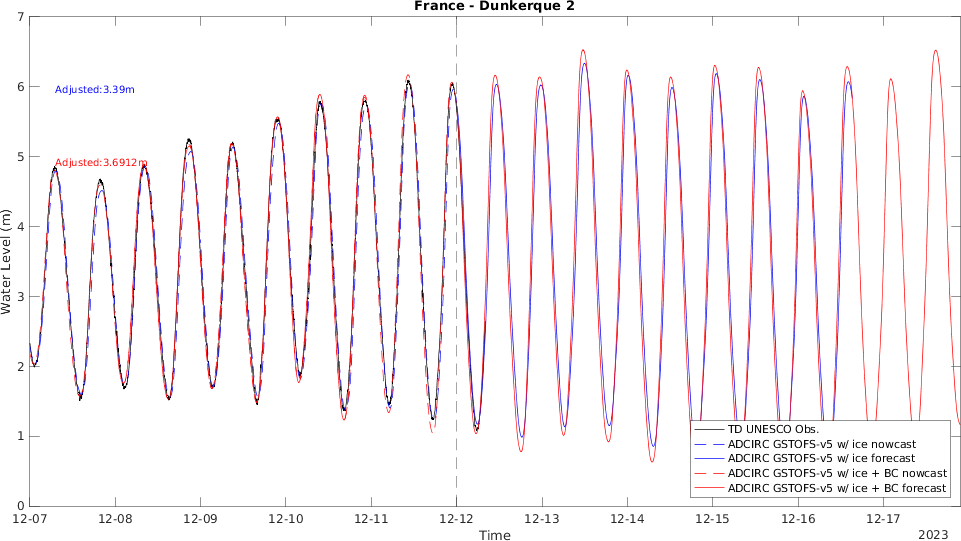 France - Dunkerque 2
7
6
5
4
3
2
1
0
Water Level (m)
Adjusted:3.39m
Adjusted:3.6912m
TD UNESCO Obs.
ADCIRC GSTOFS-v5 w/ ice nowcast
ADCIRC GSTOFS-v5 w/ ice forecast
ADCIRC GSTOFS-v5 w/ ice + BC nowcast
ADCIRC GSTOFS-v5 w/ ice + BC forecast
12-07 12-08 12-09 12-10 12-11 12-12 12-13 12-14 12-15 12-16 12-17
Time
2023